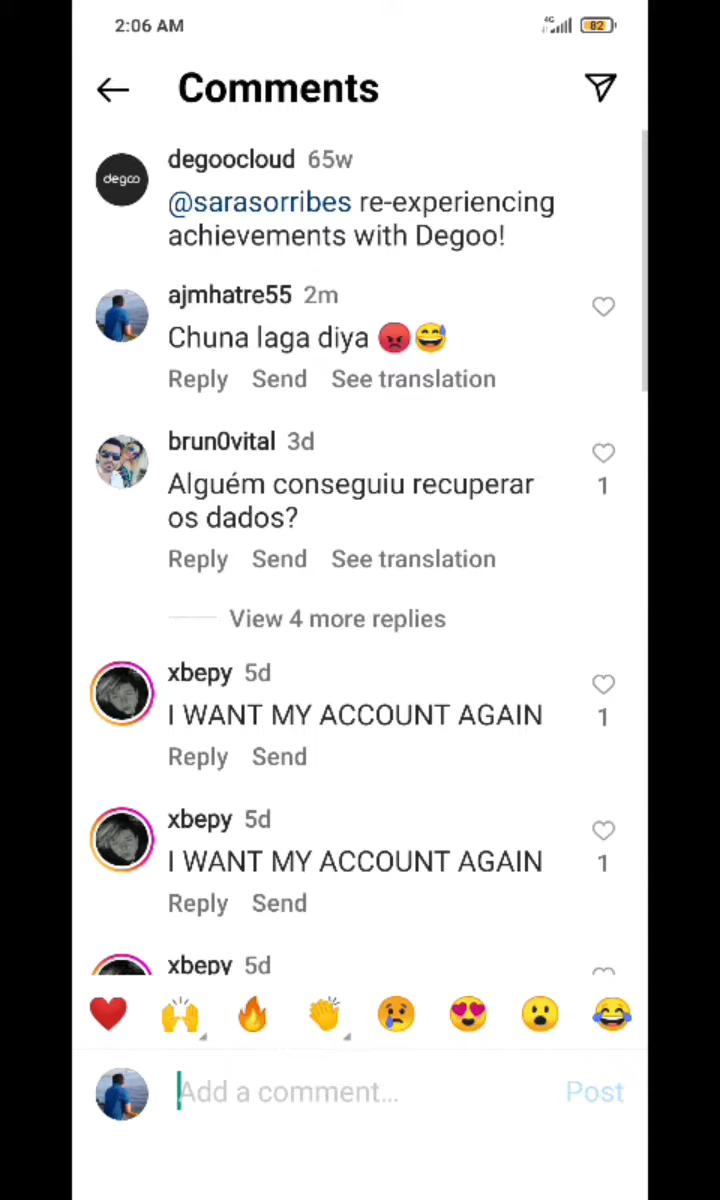 2:06 AM
4G
82
Comments
degoo
degoocloud 65w
@sarasorribes re-experiencing
achievements with Degoo!
ajmhatre55 2m
Chuna laga diya 😡😅
Reply Send See translation
brun0vital 3d
Alguém conseguiu recuperar
os dados?
1
Reply Send See translation
View 4 more replies
xbepy 5d
I WANT MY ACCOUNT AGAIN
1
Reply Send
xbepy 5d
I WANT MY ACCOUNT AGAIN
1
Reply Send
xbepy 5d
Add a comment...
Post